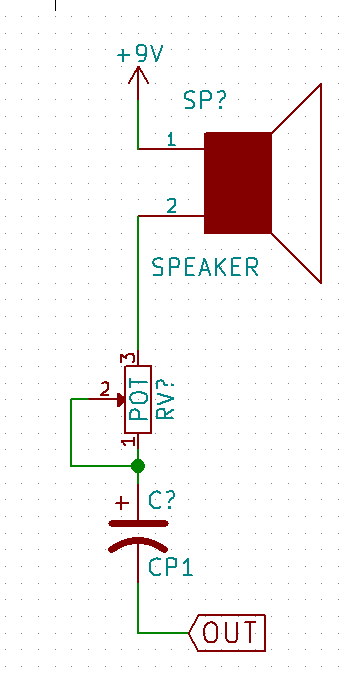 +9V
SP?
1
2
SPEAKER
3
2
POT
RV?
1
+
C?
CP1
OUT